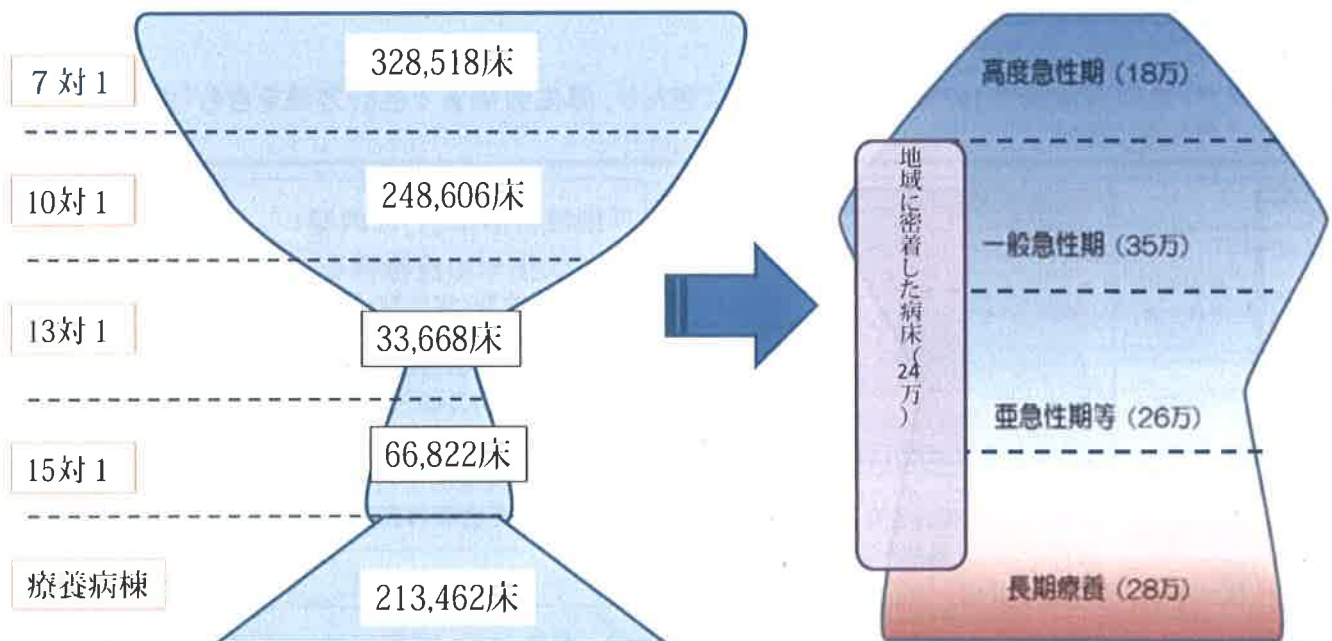 7対1
328,518床
10対1
248,606床
13対1
33,668床
15対1
66,822床
療養病棟
213,462床
高度急性期 (18万)
地域に密着した病床(24万)
一般急性期 (35万)
亜急性期等 (26万)
長期療養 (28万)